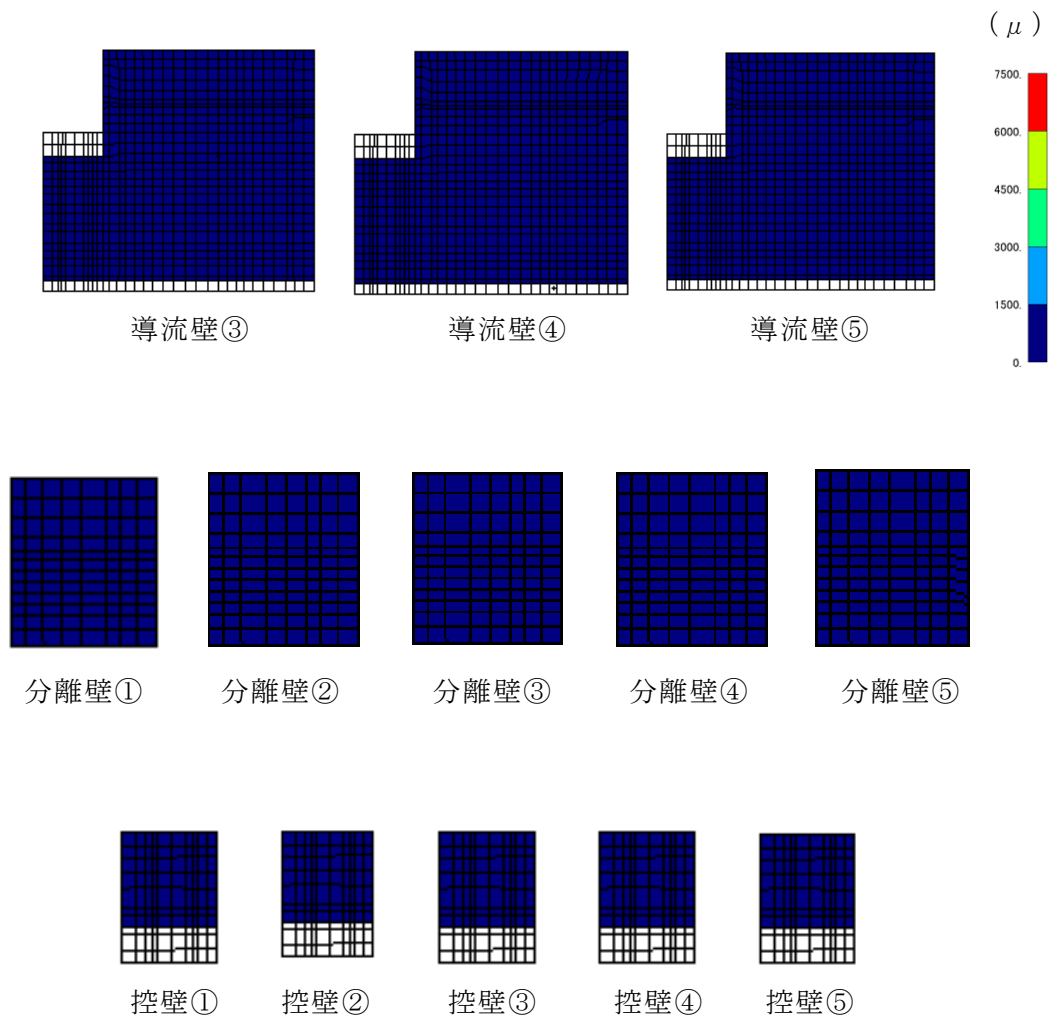 (μ)
7500.
6000.
4500.
3000.
1500.
0.
導流壁③ 導流壁④ 導流壁⑤
分離壁① 分離壁② 分離壁③ 分離壁④ 分離壁⑤
控壁① 控壁② 控壁③ 控壁④ 控壁⑤